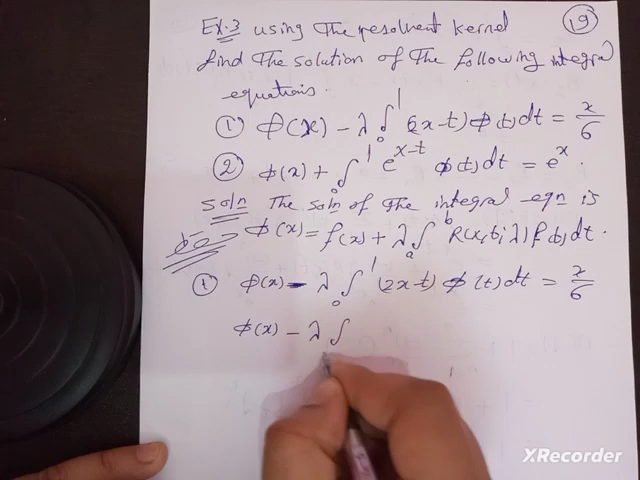 Ex.3 using The resolvent kernel
19
find The solution of The following integral
equations.
① ϕ(x) - λ ∫₀¹ (2x-t) ϕ(t) dt = x/6
② ϕ(x) + ∫₀¹ e^(x-t) ϕ(t) dt = e^x.
soln The soln of The integral eqn is
ϕ(x) = f(x) + λ ∫ₐᵇ R(x,t;λ) f(t) dt.
① ϕ(x) - λ ∫₀¹ (2x-t) ϕ(t) dt = x/6
ϕ(x) - λ ∫
XRecorder